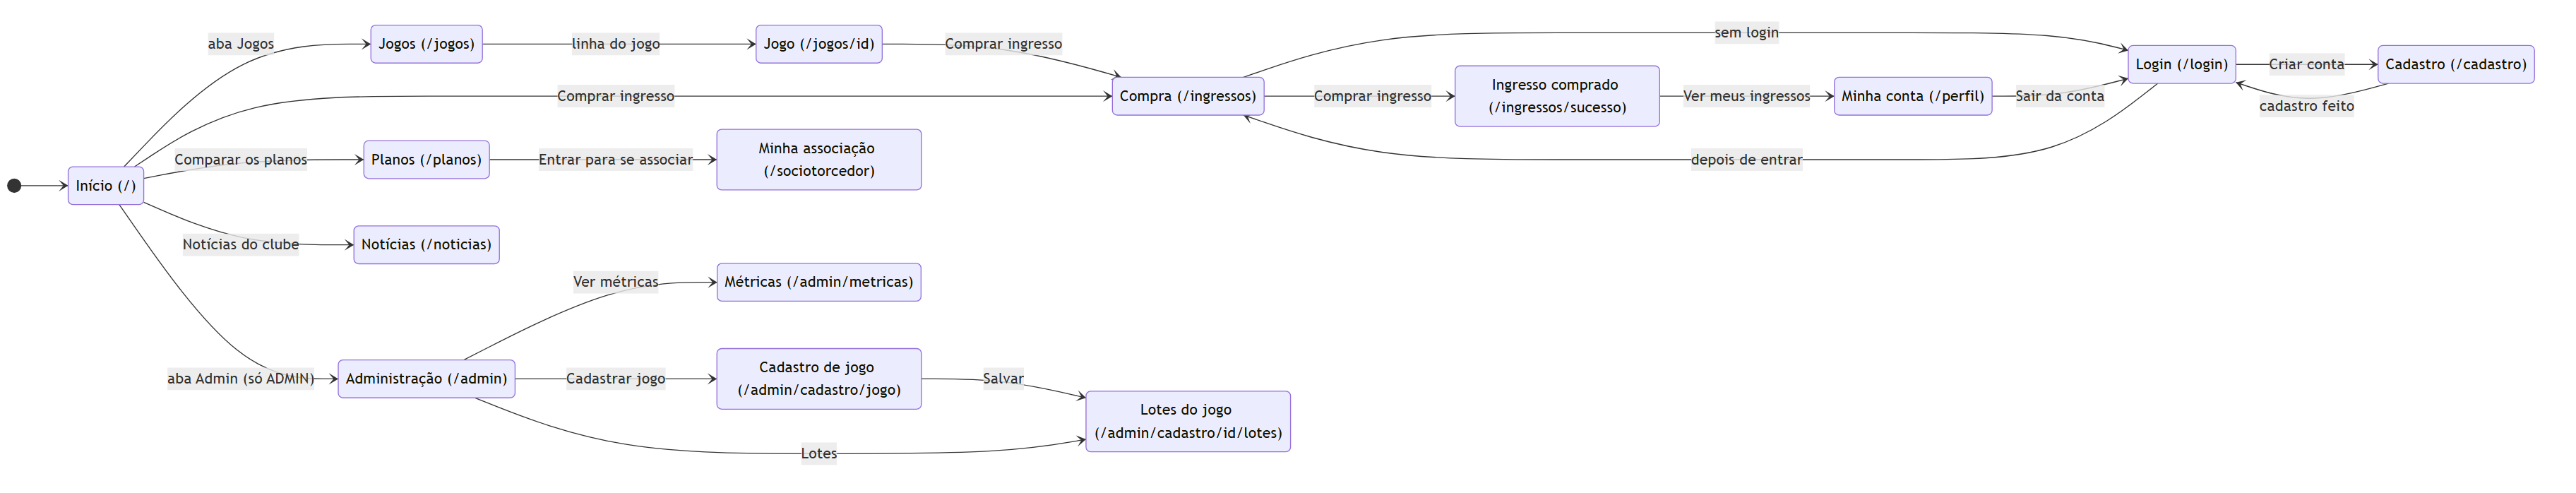 aba Jogos
Jogos (/jogos)
linha do jogo
Jogo (/jogos/id)
Comprar ingresso
sem login
Login (/login)
Criar conta
Cadastro (/cadastro)
Comprar ingresso
Compra (/ingressos)
Comprar ingresso
Ingresso comprado
(/ingressos/sucesso)
Ver meus ingressos
Minha conta (/perfil)
Sair da conta
cadastro feito
Comparar os planos
Planos (/planos)
Entrar para se associar
Minha associação
(/sociotorcedor)
depois de entrar
Início (/)
Notícias do clube
Notícias (/noticias)
Ver métricas
Métricas (/admin/metricas)
aba Admin (só ADMIN)
Administração (/admin)
Cadastrar jogo
Cadastro de jogo
(/admin/cadastro/jogo)
Salvar
Lotes do jogo
(/admin/cadastro/id/lotes)
Lotes